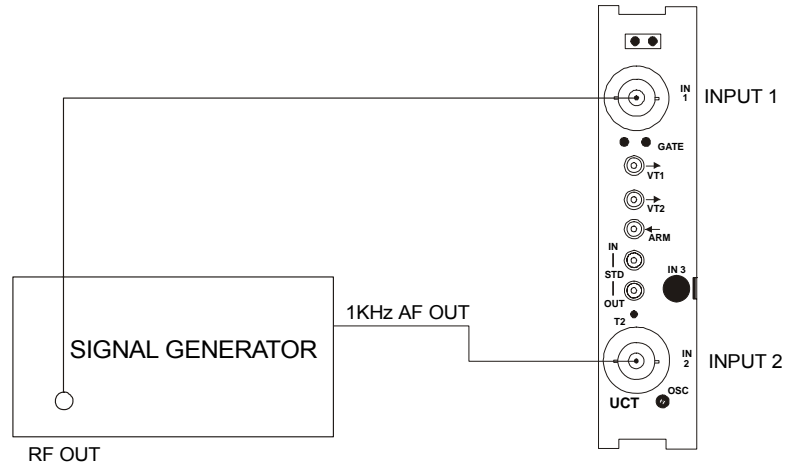 IN
1
INPUT 1
GATE
VT1
VT2
ARM
IN
STD
OUT
IN 3
T2
1KHz AF OUT
SIGNAL GENERATOR
RF OUT
IN
2
INPUT 2
OSC
UCT